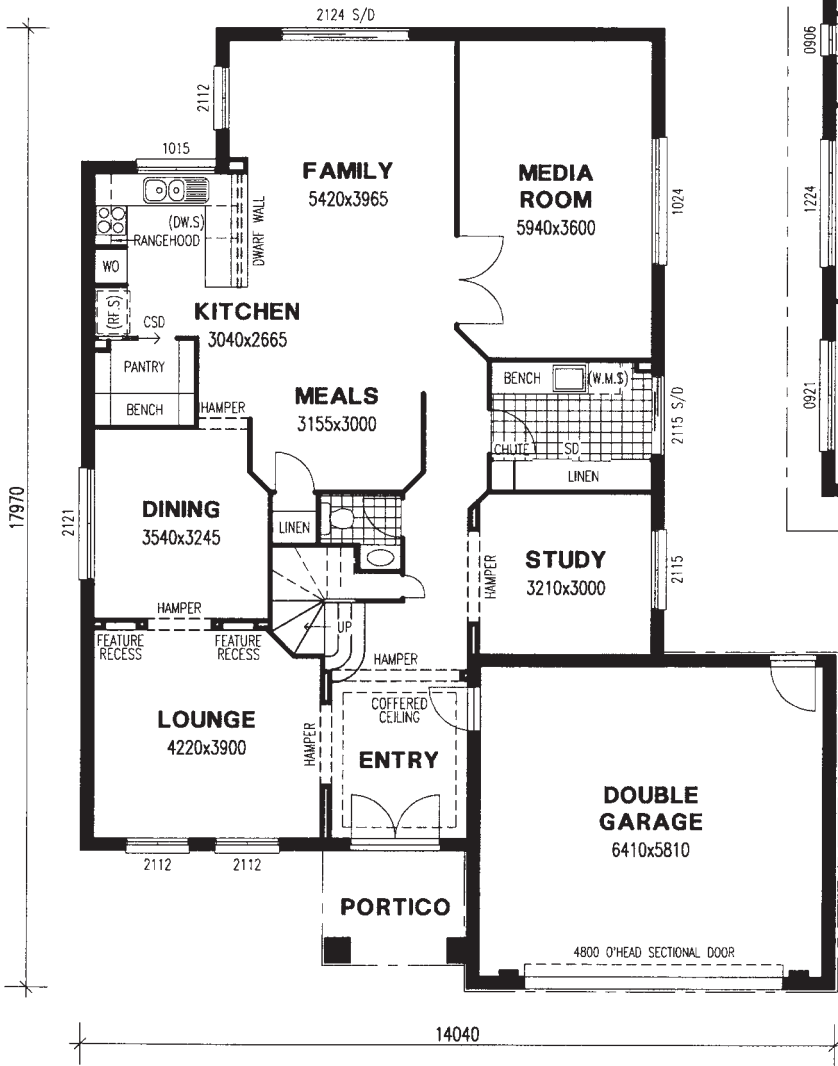 2124 S/D
0906
2112
1015
FAMILY
5420x3965
MEDIA
ROOM
5940x3600
1024
1224
DWARF WALL
(DW.S)
RANGEHOOD
WO
(RF.S)
CSD
KITCHEN
3040x2665
PANTRY
BENCH
HAMPER
MEALS
3155x3000
BENCH
(W.M.S)
CHUTE
SD
LINEN
2115 S/D
0921
17970
2121
DINING
3540x3245
LINEN
STUDY
3210x3000
HAMPER
2115
HAMPER
FEATURE
RECESS
FEATURE
RECESS
UP
HAMPER
LOUNGE
4220x3900
HAMPER
COFFERED
CEILING
ENTRY
DOUBLE
GARAGE
6410x5810
2112
2112
PORTICO
4800 O'HEAD SECTIONAL DOOR
14040